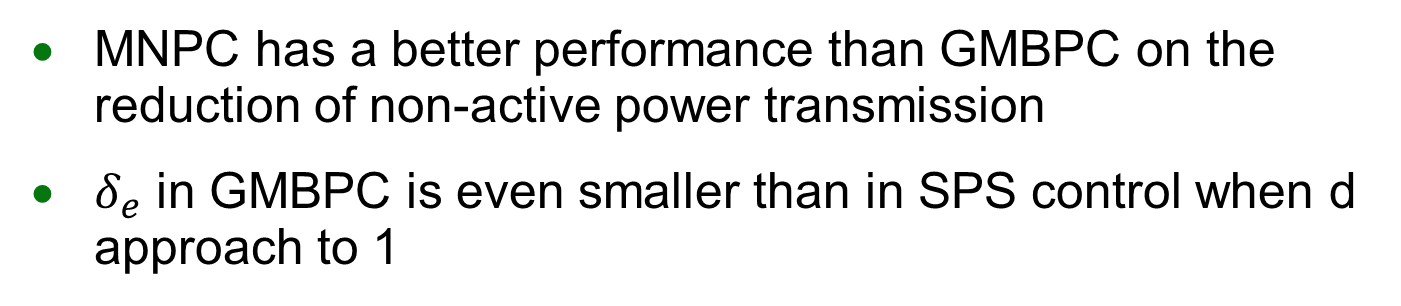 • MNPC has a better performance than GMBPC on the
reduction of non-active power transmission
• 𝛿ₑ in GMBPC is even smaller than in SPS control when d
approach to 1